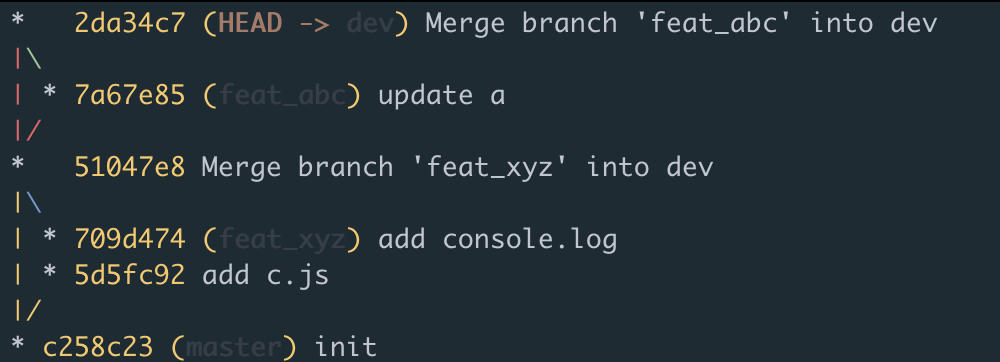 *   2da34c7 (HEAD -> dev) Merge branch 'feat_abc' into dev
|\
| * 7a67e85 (feat_abc) update a
|/
*   51047e8 Merge branch 'feat_xyz' into dev
|\
| * 709d474 (feat_xyz) add console.log
| * 5d5fc92 add c.js
|/
* c258c23 (master) init